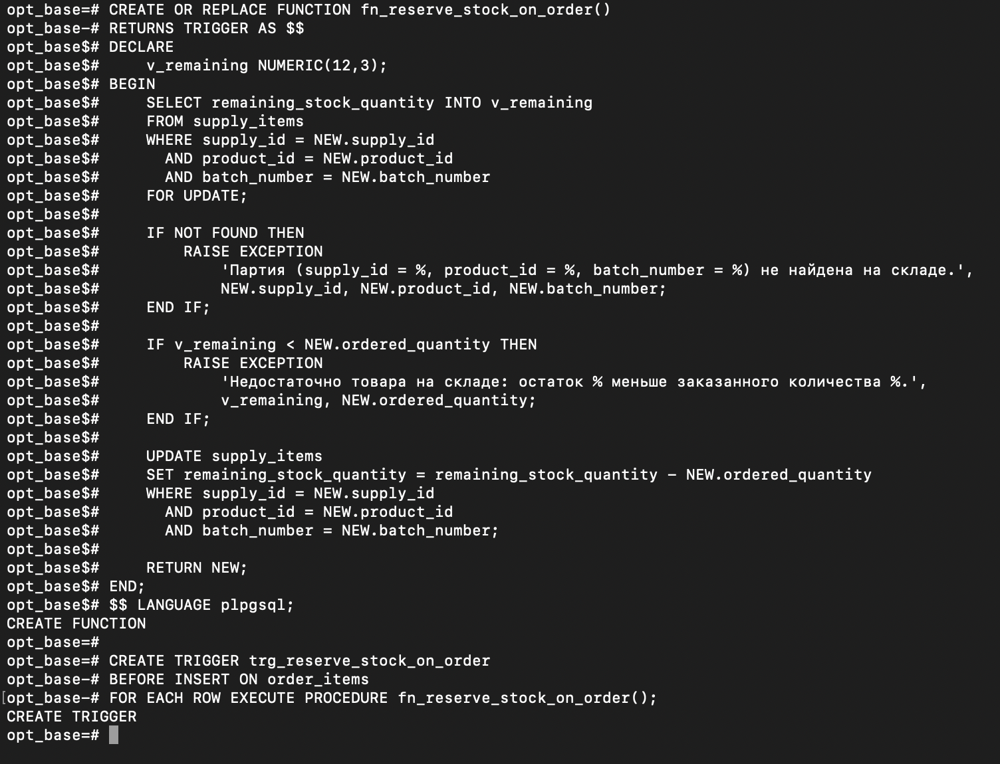 opt_base=# CREATE OR REPLACE FUNCTION fn_reserve_stock_on_order()
opt_base-# RETURNS TRIGGER AS $$
opt_base$# DECLARE
opt_base$#     v_remaining NUMERIC(12,3);
opt_base$# BEGIN
opt_base$#     SELECT remaining_stock_quantity INTO v_remaining
opt_base$#     FROM supply_items
opt_base$#     WHERE supply_id = NEW.supply_id
opt_base$#       AND product_id = NEW.product_id
opt_base$#       AND batch_number = NEW.batch_number
opt_base$#     FOR UPDATE;
opt_base$#
opt_base$#     IF NOT FOUND THEN
opt_base$#         RAISE EXCEPTION
opt_base$#             'Партия (supply_id = %, product_id = %, batch_number = %) не найдена на складе.',
opt_base$#             NEW.supply_id, NEW.product_id, NEW.batch_number;
opt_base$#     END IF;
opt_base$#
opt_base$#     IF v_remaining < NEW.ordered_quantity THEN
opt_base$#         RAISE EXCEPTION
opt_base$#             'Недостаточно товара на складе: остаток % меньше заказанного количества %.',
opt_base$#             v_remaining, NEW.ordered_quantity;
opt_base$#     END IF;
opt_base$#
opt_base$#     UPDATE supply_items
opt_base$#     SET remaining_stock_quantity = remaining_stock_quantity - NEW.ordered_quantity
opt_base$#     WHERE supply_id = NEW.supply_id
opt_base$#       AND product_id = NEW.product_id
opt_base$#       AND batch_number = NEW.batch_number;
opt_base$#
opt_base$#     RETURN NEW;
opt_base$# END;
opt_base$# $$ LANGUAGE plpgsql;
CREATE FUNCTION
opt_base=#
opt_base=# CREATE TRIGGER trg_reserve_stock_on_order
opt_base-# BEFORE INSERT ON order_items
[opt_base-# FOR EACH ROW EXECUTE PROCEDURE fn_reserve_stock_on_order();
CREATE TRIGGER
opt_base=#